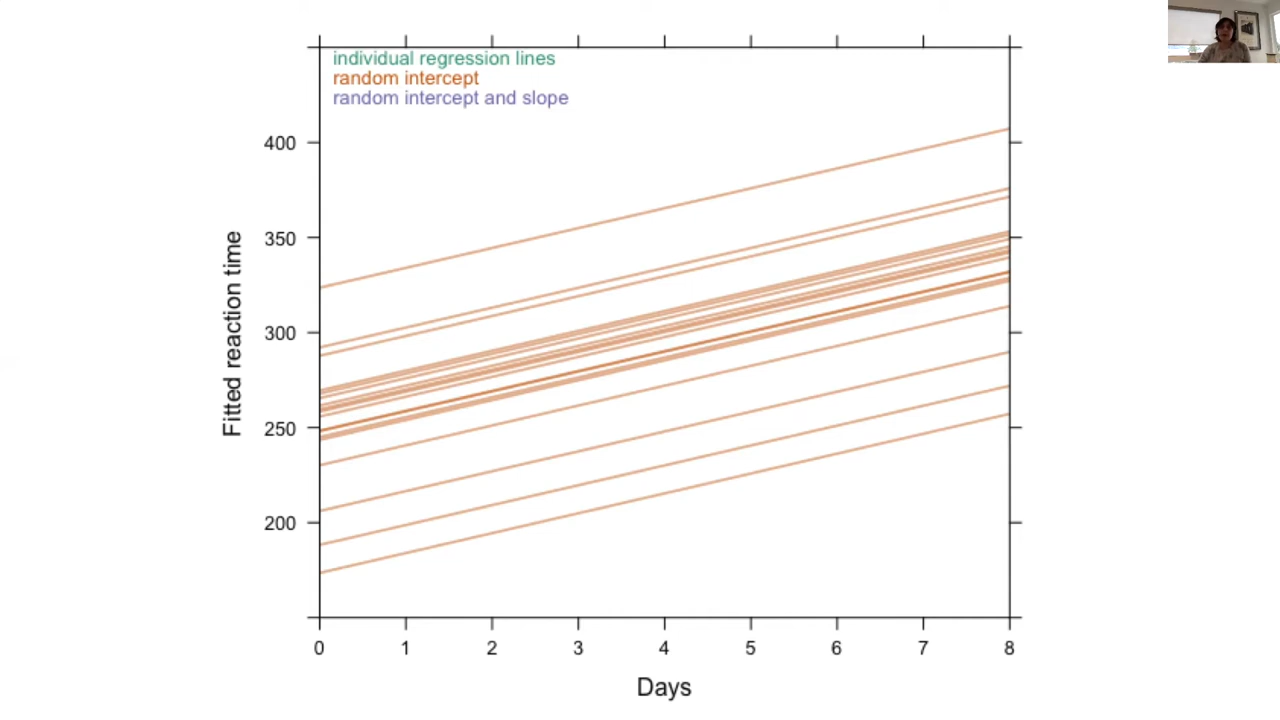 individual regression lines
random intercept
random intercept and slope
400
350
300
250
200
Fitted reaction time
0 1 2 3 4 5 6 7 8
Days